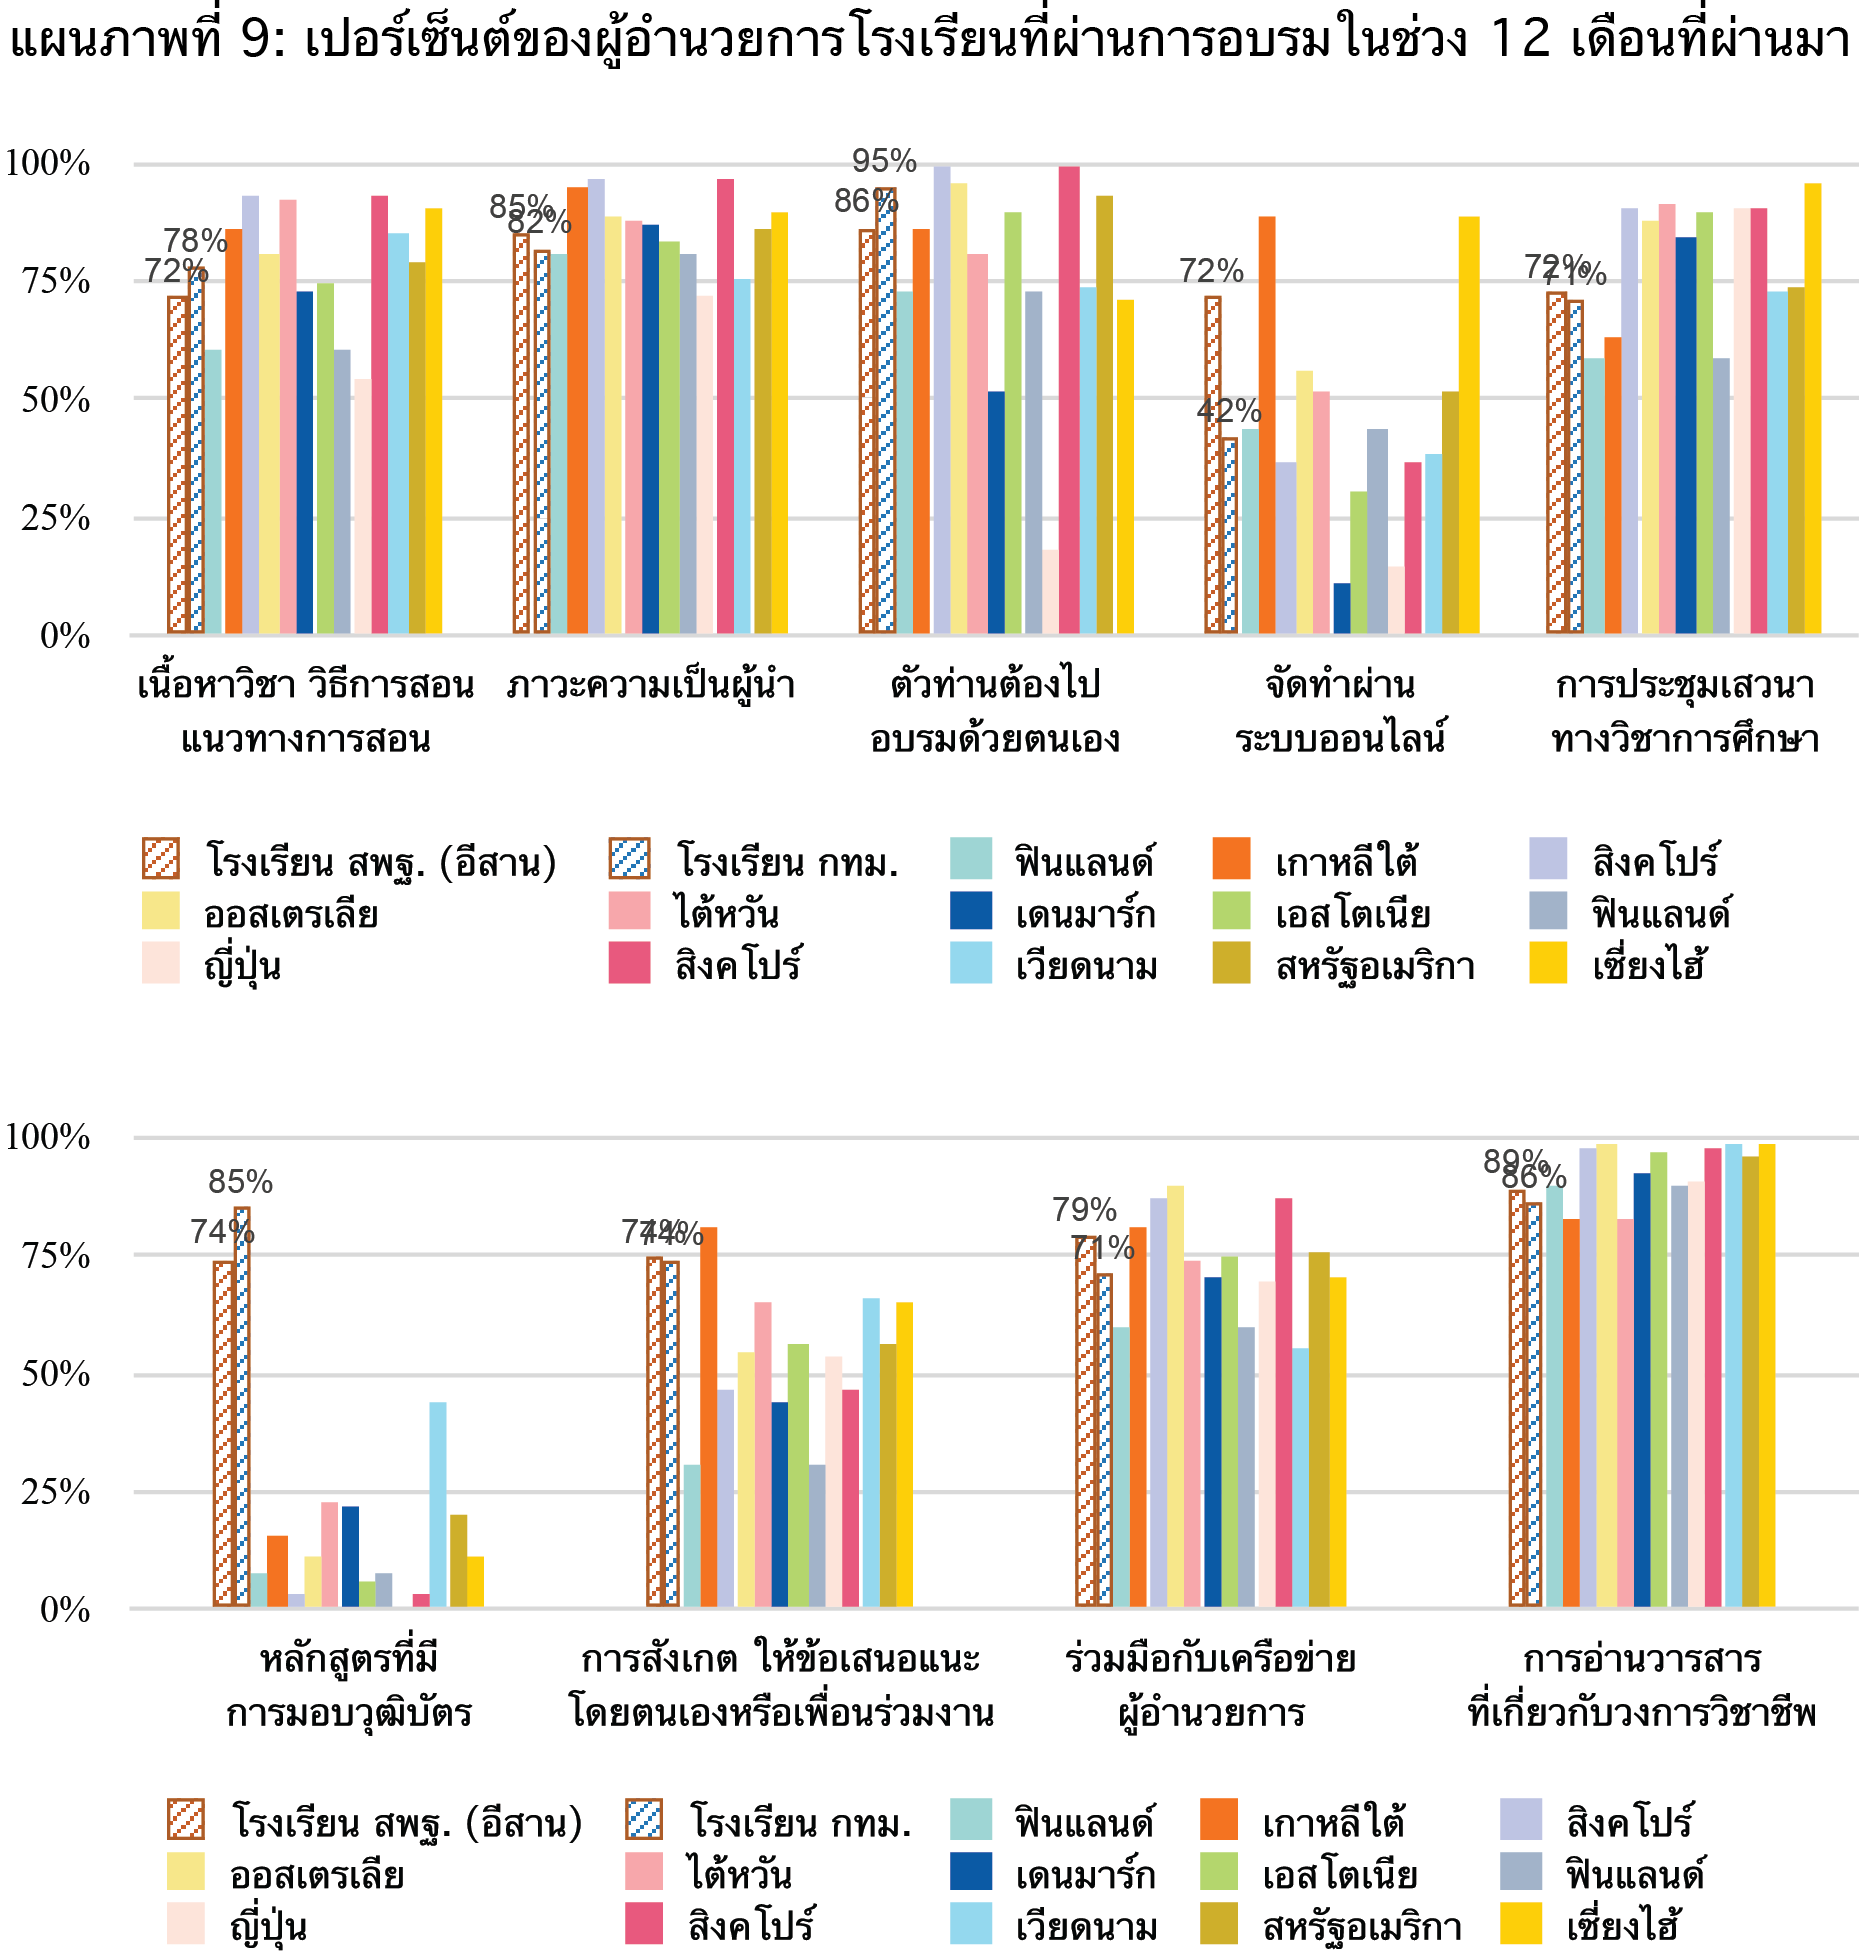 แผนภาพที่ 9: เปอร์เซ็นต์ของผู้อำนวยการโรงเรียนที่ผ่านการอบรมในช่วง 12 เดือนที่ผ่านมา
100%
75%
50%
25%
0%
72% 78% 85% 82% 86% 95% 72% 42% 72% 71%
เนื้อหาวิชา วิธีการสอน
แนวทางการสอน
ภาวะความเป็นผู้นำ
ตัวท่านต้องไป
อบรมด้วยตนเอง
จัดทำผ่าน
ระบบออนไลน์
การประชุมเสวนา
ทางวิชาการศึกษา
โรงเรียน สพฐ. (อีสาน) โรงเรียน กทม. ฟินแลนด์ เกาหลีใต้ สิงคโปร์
ออสเตรเลีย ไต้หวัน เดนมาร์ก เอสโตเนีย ฟินแลนด์
ญี่ปุ่น สิงคโปร์ เวียดนาม สหรัฐอเมริกา เซี่ยงไฮ้
100%
75%
50%
25%
0%
74% 85% 74% 74% 79% 71% 89% 86%
หลักสูตรที่มี
การมอบวุฒิบัตร
การสังเกต ให้ข้อเสนอแนะ
โดยตนเองหรือเพื่อนร่วมงาน
ร่วมมือกับเครือข่าย
ผู้อำนวยการ
การอ่านวารสาร
ที่เกี่ยวกับวงการวิชาชีพ
โรงเรียน สพฐ. (อีสาน) โรงเรียน กทม. ฟินแลนด์ เกาหลีใต้ สิงคโปร์
ออสเตรเลีย ไต้หวัน เดนมาร์ก เอสโตเนีย ฟินแลนด์
ญี่ปุ่น สิงคโปร์ เวียดนาม สหรัฐอเมริกา เซี่ยงไฮ้